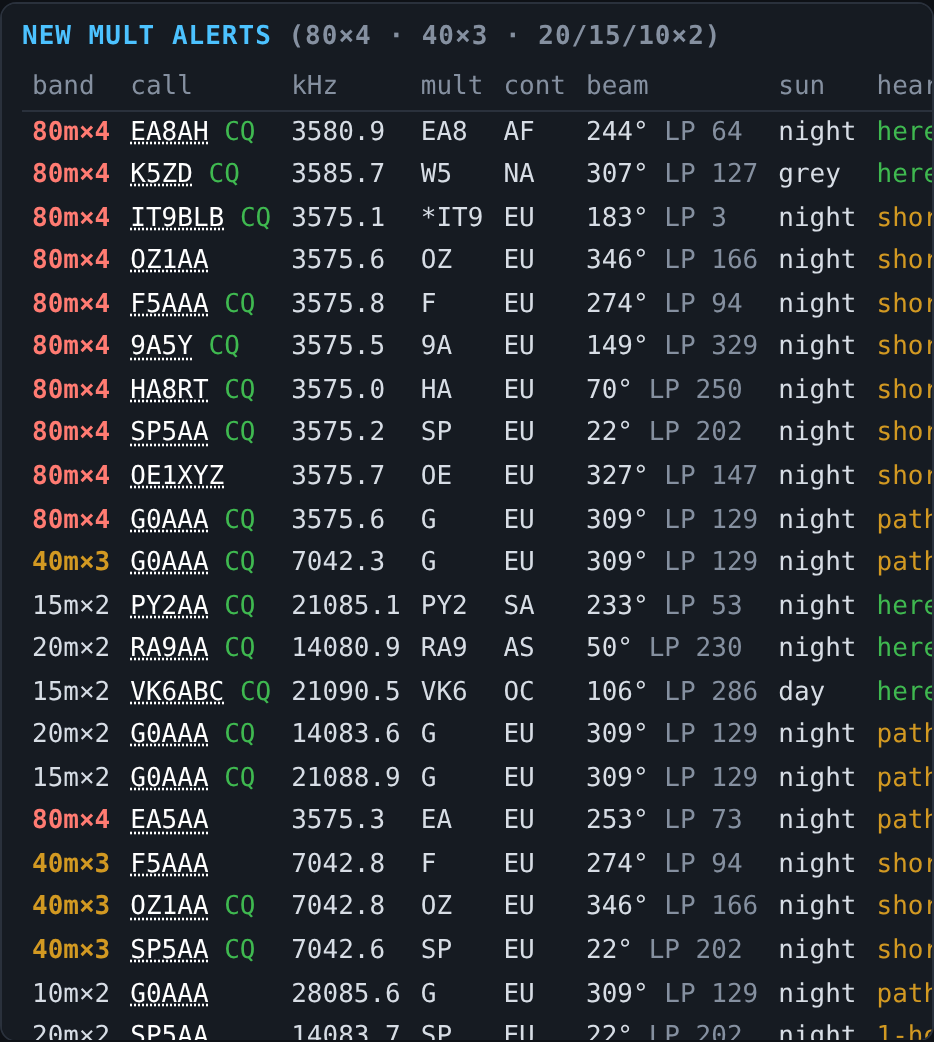 NEW MULT ALERTS (80×4 · 40×3 · 20/15/10×2)
band call kHz mult cont beam sun hear
80m×4 EA8AH CQ 3580.9 EA8 AF 244° LP 64 night here
80m×4 K5ZD CQ 3585.7 W5 NA 307° LP 127 grey here
80m×4 IT9BLB CQ 3575.1 *IT9 EU 183° LP 3 night shor
80m×4 OZ1AA 3575.6 OZ EU 346° LP 166 night shor
80m×4 F5AAA CQ 3575.8 F EU 274° LP 94 night shor
80m×4 9A5Y CQ 3575.5 9A EU 149° LP 329 night shor
80m×4 HA8RT CQ 3575.0 HA EU 70° LP 250 night shor
80m×4 SP5AA CQ 3575.2 SP EU 22° LP 202 night shor
80m×4 OE1XYZ 3575.7 OE EU 327° LP 147 night shor
80m×4 G0AAA CQ 3575.6 G EU 309° LP 129 night path
40m×3 G0AAA CQ 7042.3 G EU 309° LP 129 night path
15m×2 PY2AA CQ 21085.1 PY2 SA 233° LP 53 night here
20m×2 RA9AA CQ 14080.9 RA9 AS 50° LP 230 night here
15m×2 VK6ABC CQ 21090.5 VK6 OC 106° LP 286 day here
20m×2 G0AAA CQ 14083.6 G EU 309° LP 129 night path
15m×2 G0AAA CQ 21088.9 G EU 309° LP 129 night path
80m×4 EA5AA 3575.3 EA EU 253° LP 73 night path
40m×3 F5AAA 7042.8 F EU 274° LP 94 night shor
40m×3 OZ1AA CQ 7042.8 OZ EU 346° LP 166 night shor
40m×3 SP5AA CQ 7042.6 SP EU 22° LP 202 night shor
10m×2 G0AAA 28085.6 G EU 309° LP 129 night path
20m×2 SP5AA 14083.7 SP EU 22° LP 202 night 1-ho